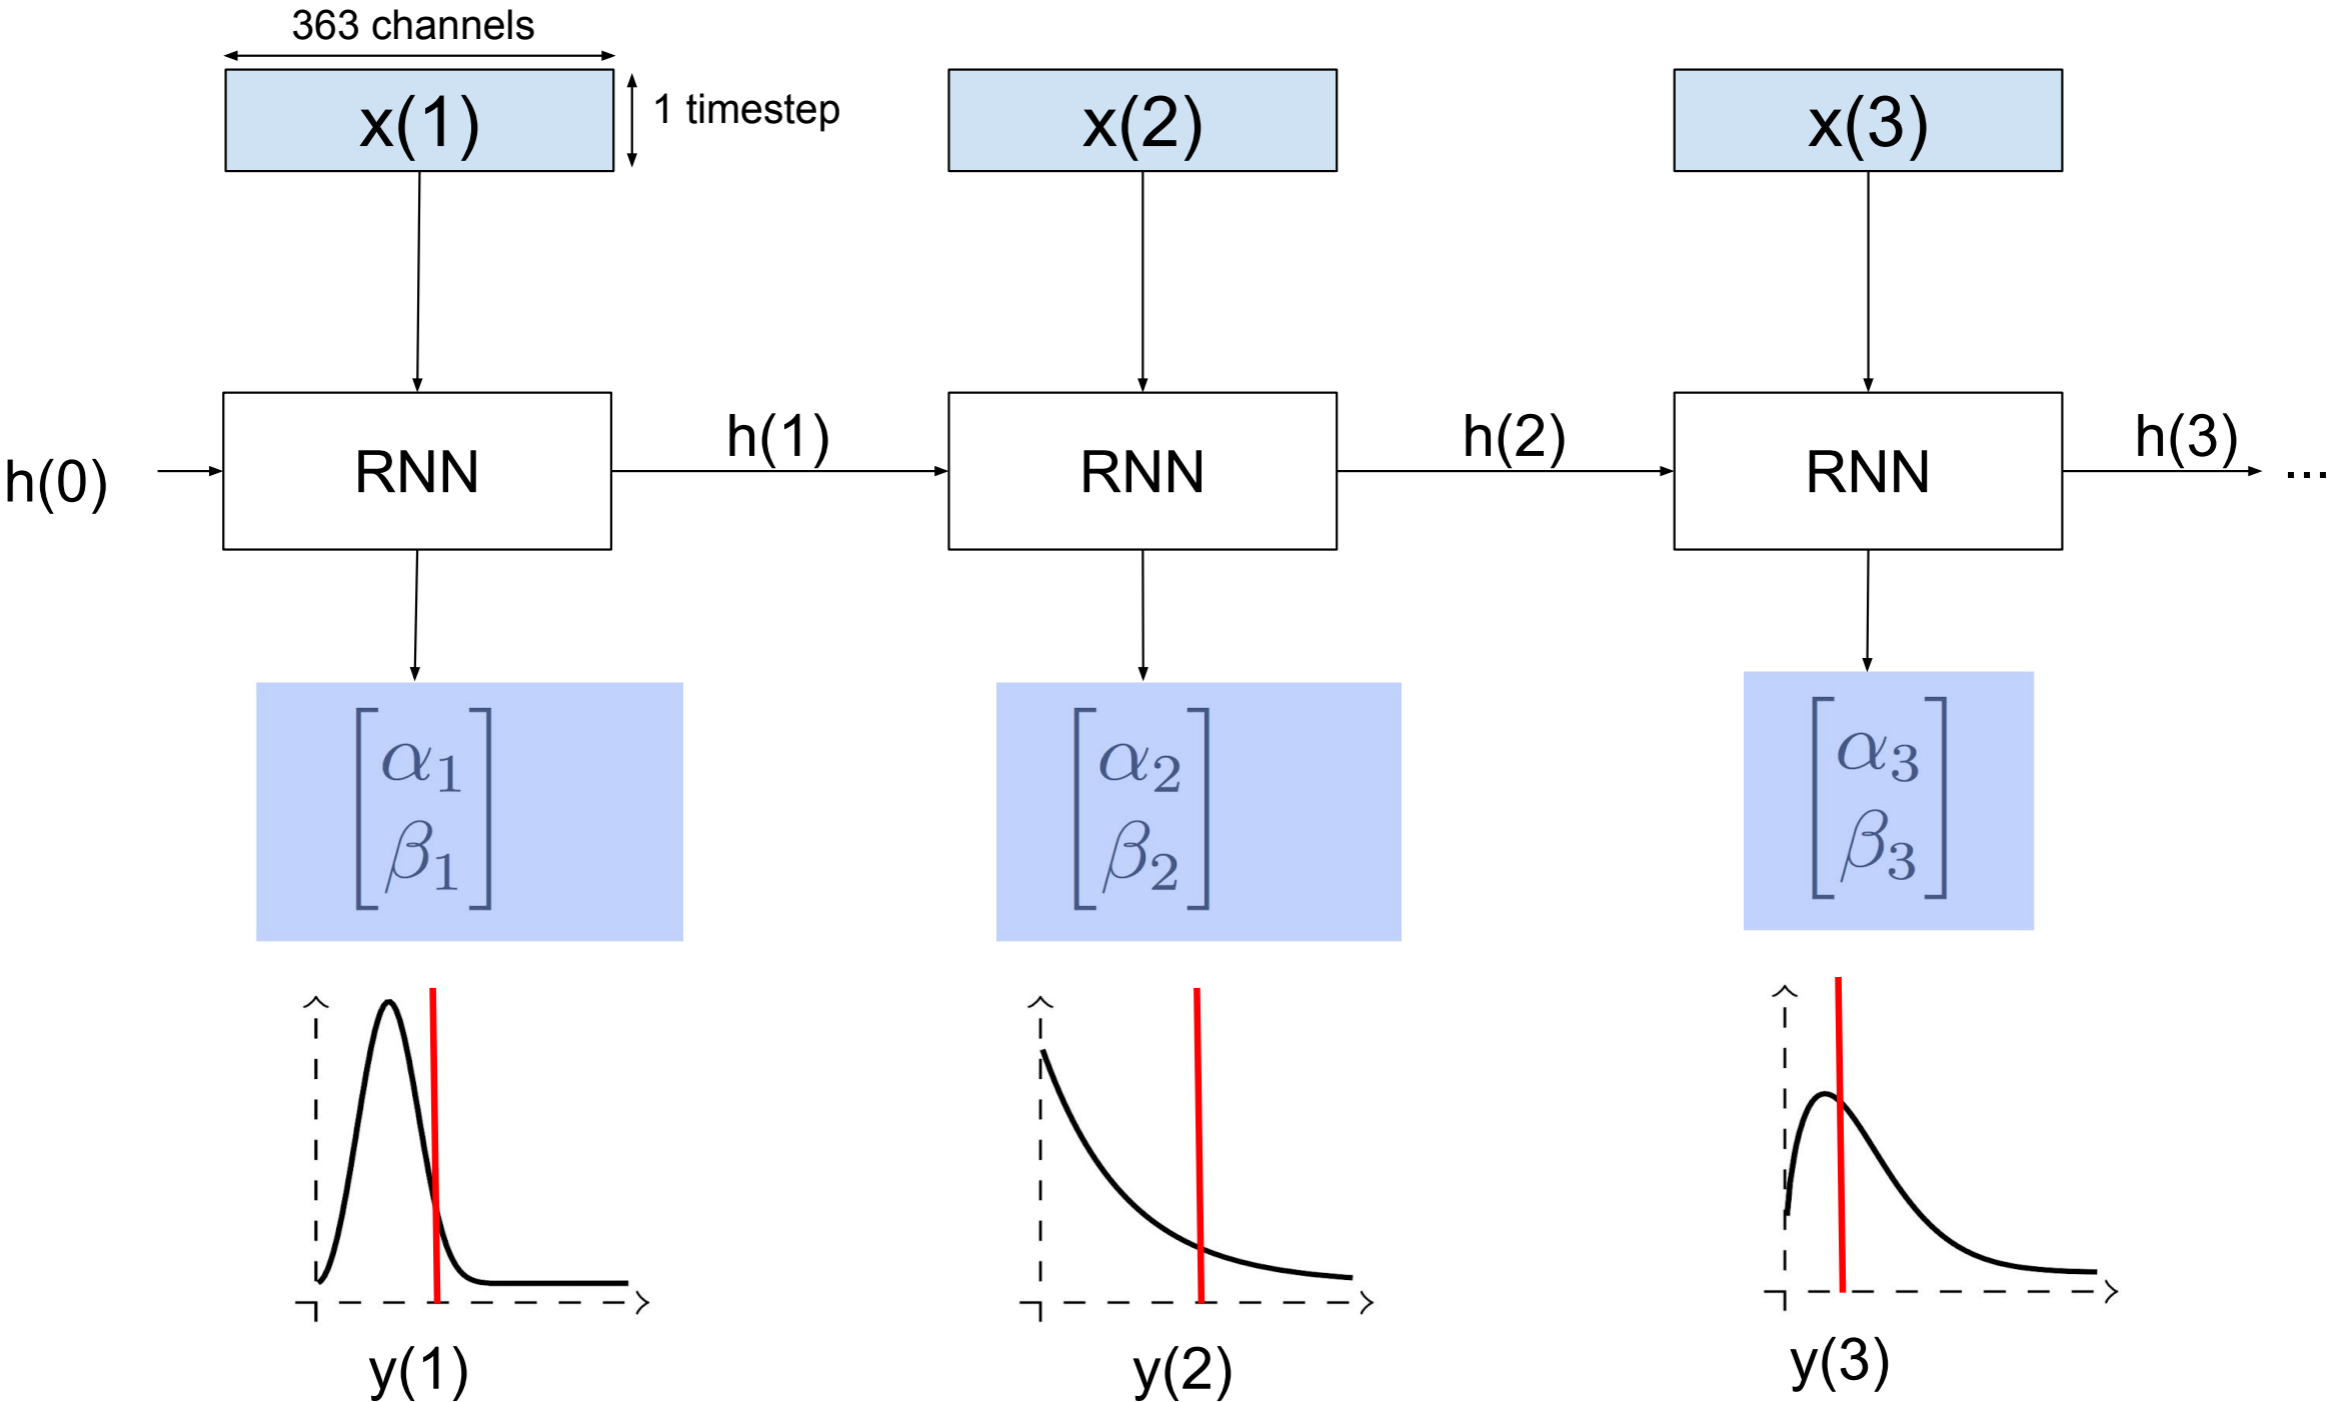 363 channels
x(1)
1 timestep
x(2)
x(3)
h(0)
RNN
h(1)
RNN
h(2)
RNN
h(3)
...
α₁
β₁
α₂
β₂
α₃
β₃
y(1)
y(2)
y(3)